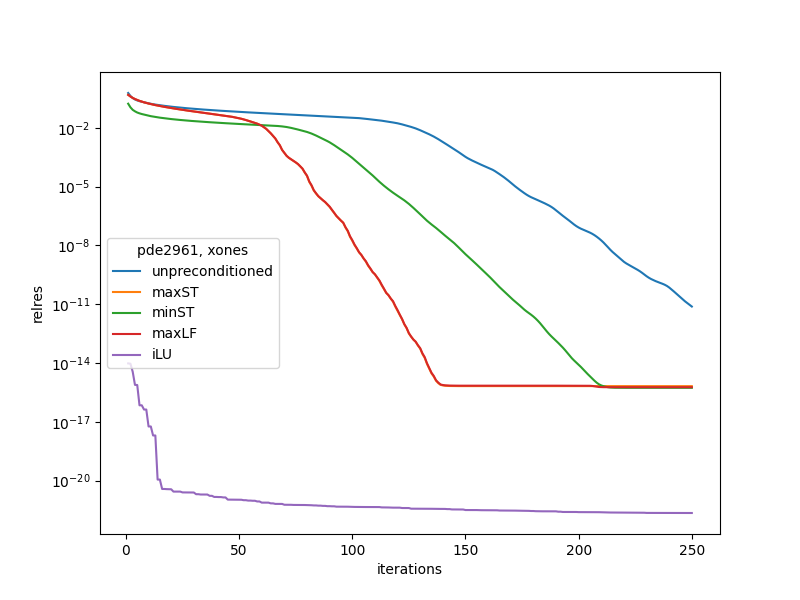 10⁻²
10⁻⁵
10⁻⁸
10⁻¹¹
10⁻¹⁴
10⁻¹⁷
10⁻²⁰
relres
pde2961, xones
unpreconditioned
maxST
minST
maxLF
iLU
0 50 100 150 200 250
iterations